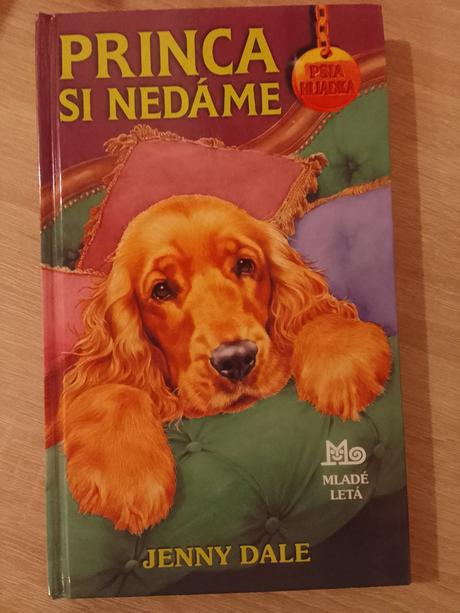 PRINCA
SI NEDÁME
PSIA
HLIADKA
MLADÉ
LETÁ
JENNY DALE